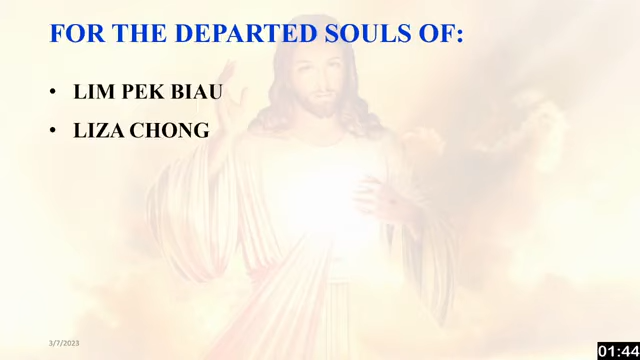 FOR THE DEPARTED SOULS OF:
• LIM PEK BIAU
• LIZA CHONG
3/7/2023
01:44